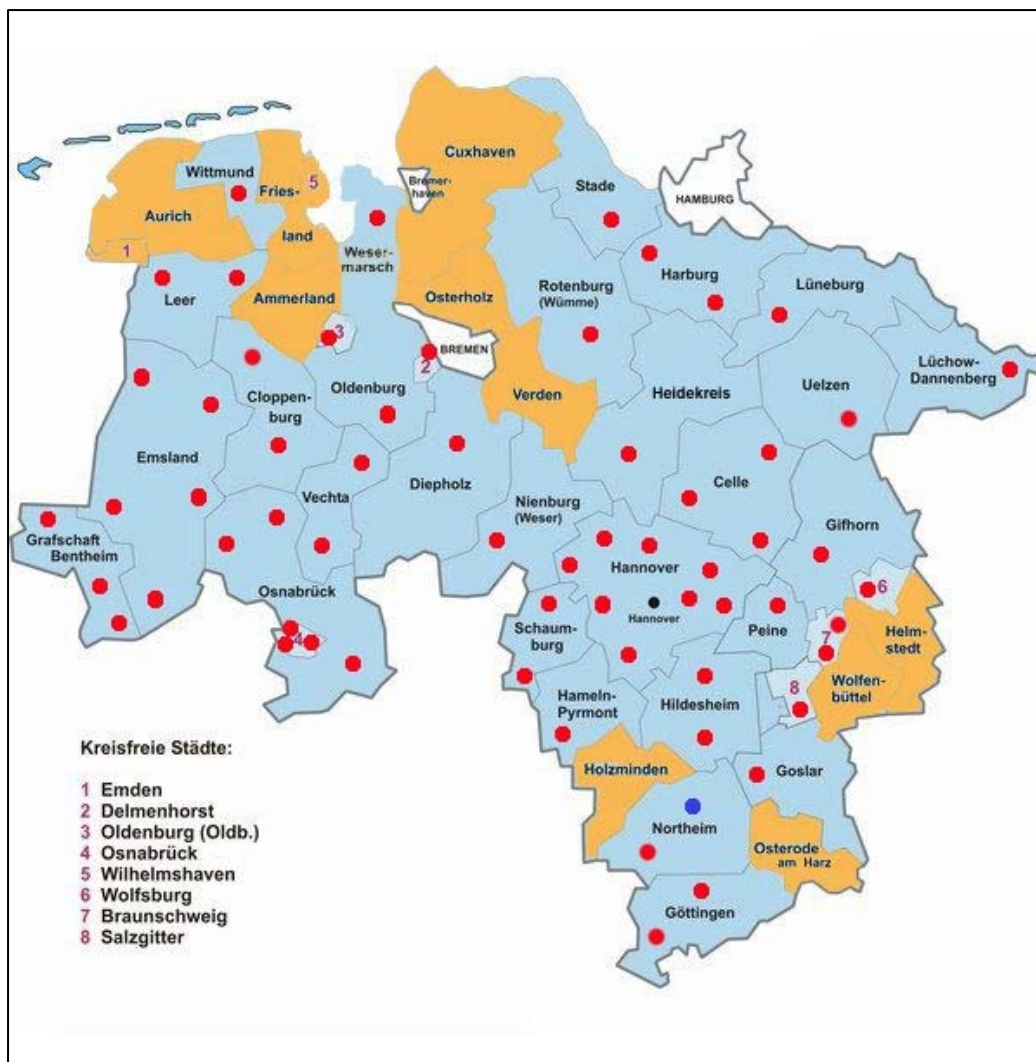 Cuxhaven
Wittmund
Bremer-
haven
Stade
HAMBURG
Fries-
5
Aurich
land
Weser-
marsch
1
Harburg
Rotenburg
(Wümme)
Lüneburg
Leer
Ammerland
Osterholz
3
BREMEN
2
Lüchow-
Dannenberg
Uelzen
Oldenburg
Cloppen-
burg
Verden
Heidekreis
Emsland
Vechta
Diepholz
Celle
Nienburg
(Weser)
Gifhorn
Grafschaft
Bentheim
Hannover
6
Osnabrück
Hannover
4
Schaum-
burg
Peine
7
Helm-
stedt
Wolfen-
büttel
8
Hameln-
Pyrmont
Hildesheim
Kreisfreie Städte:
Holzminden
Goslar
1 Emden
2 Delmenhorst
3 Oldenburg (Oldb.)
4 Osnabrück
5 Wilhelmshaven
6 Wolfsburg
7 Braunschweig
8 Salzgitter
Northeim
Osterode
am Harz
Göttingen